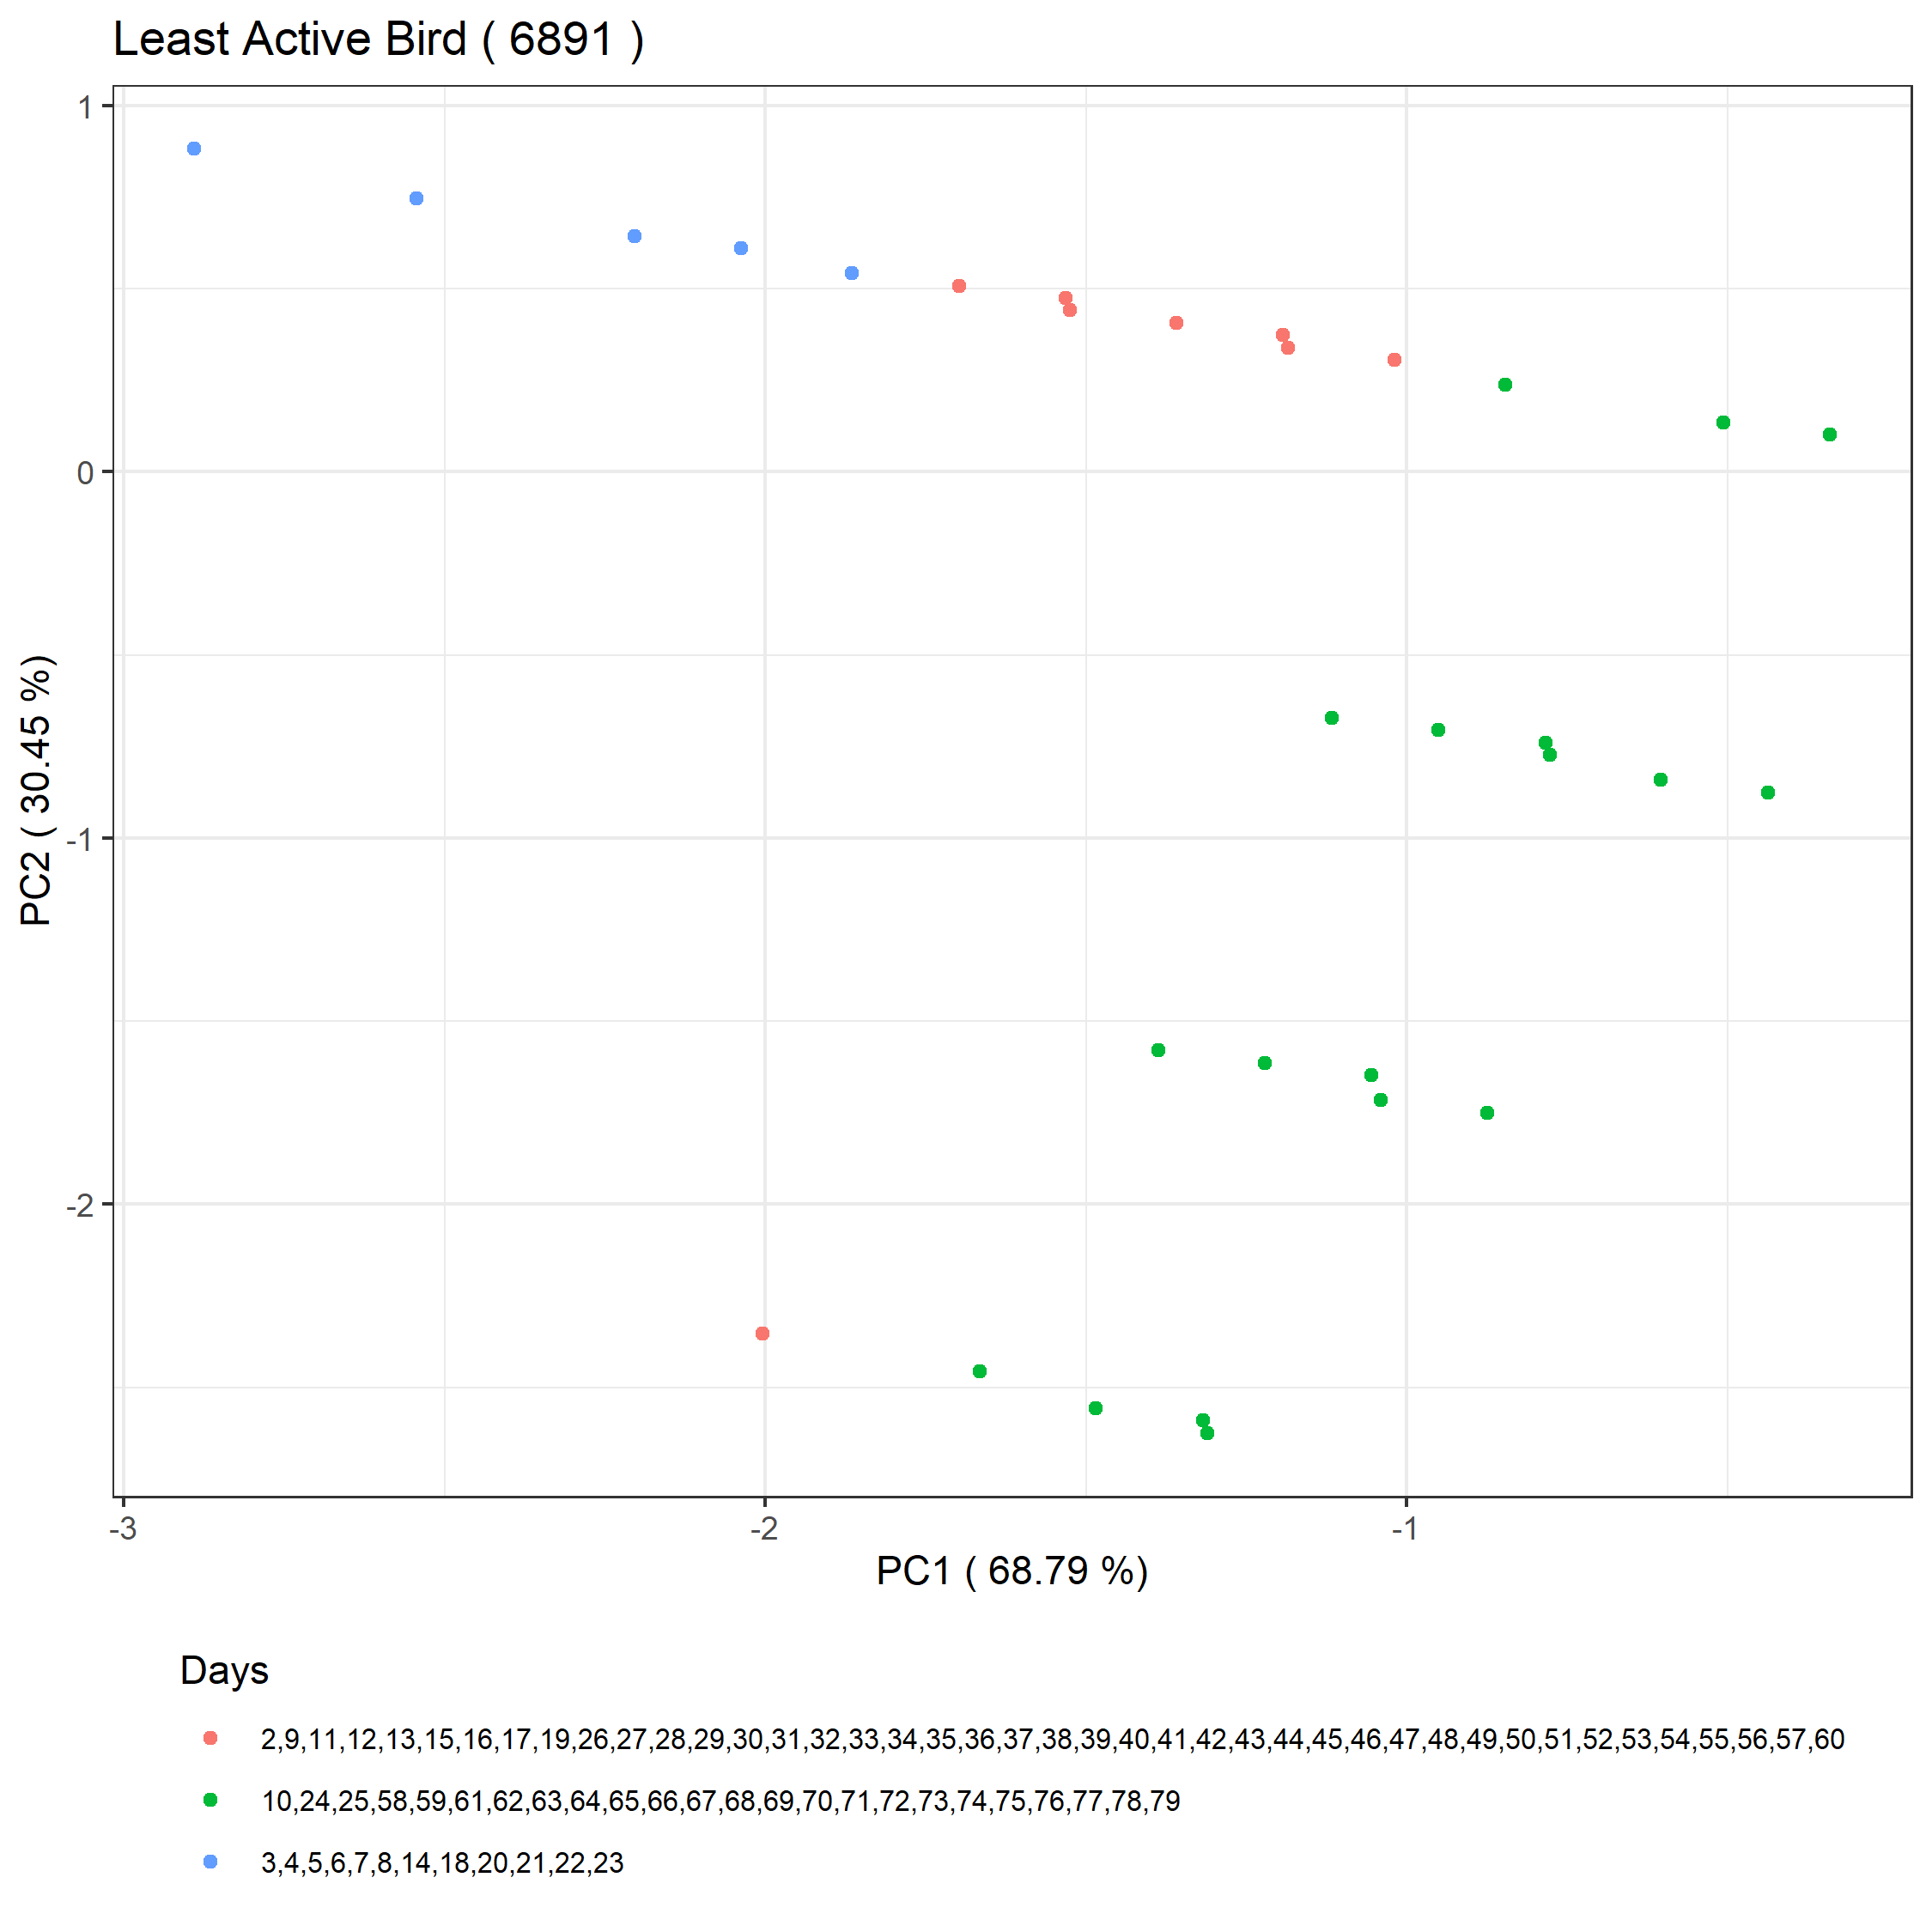 Least Active Bird ( 6891 )
1
0
-1
-2
PC2 ( 30.45 %)
-3 -2 -1
PC1 ( 68.79 %)
Days
2,9,11,12,13,15,16,17,19,26,27,28,29,30,31,32,33,34,35,36,37,38,39,40,41,42,43,44,45,46,47,48,49,50,51,52,53,54,55,56,57,60
10,24,25,58,59,61,62,63,64,65,66,67,68,69,70,71,72,73,74,75,76,77,78,79
3,4,5,6,7,8,14,18,20,21,22,23